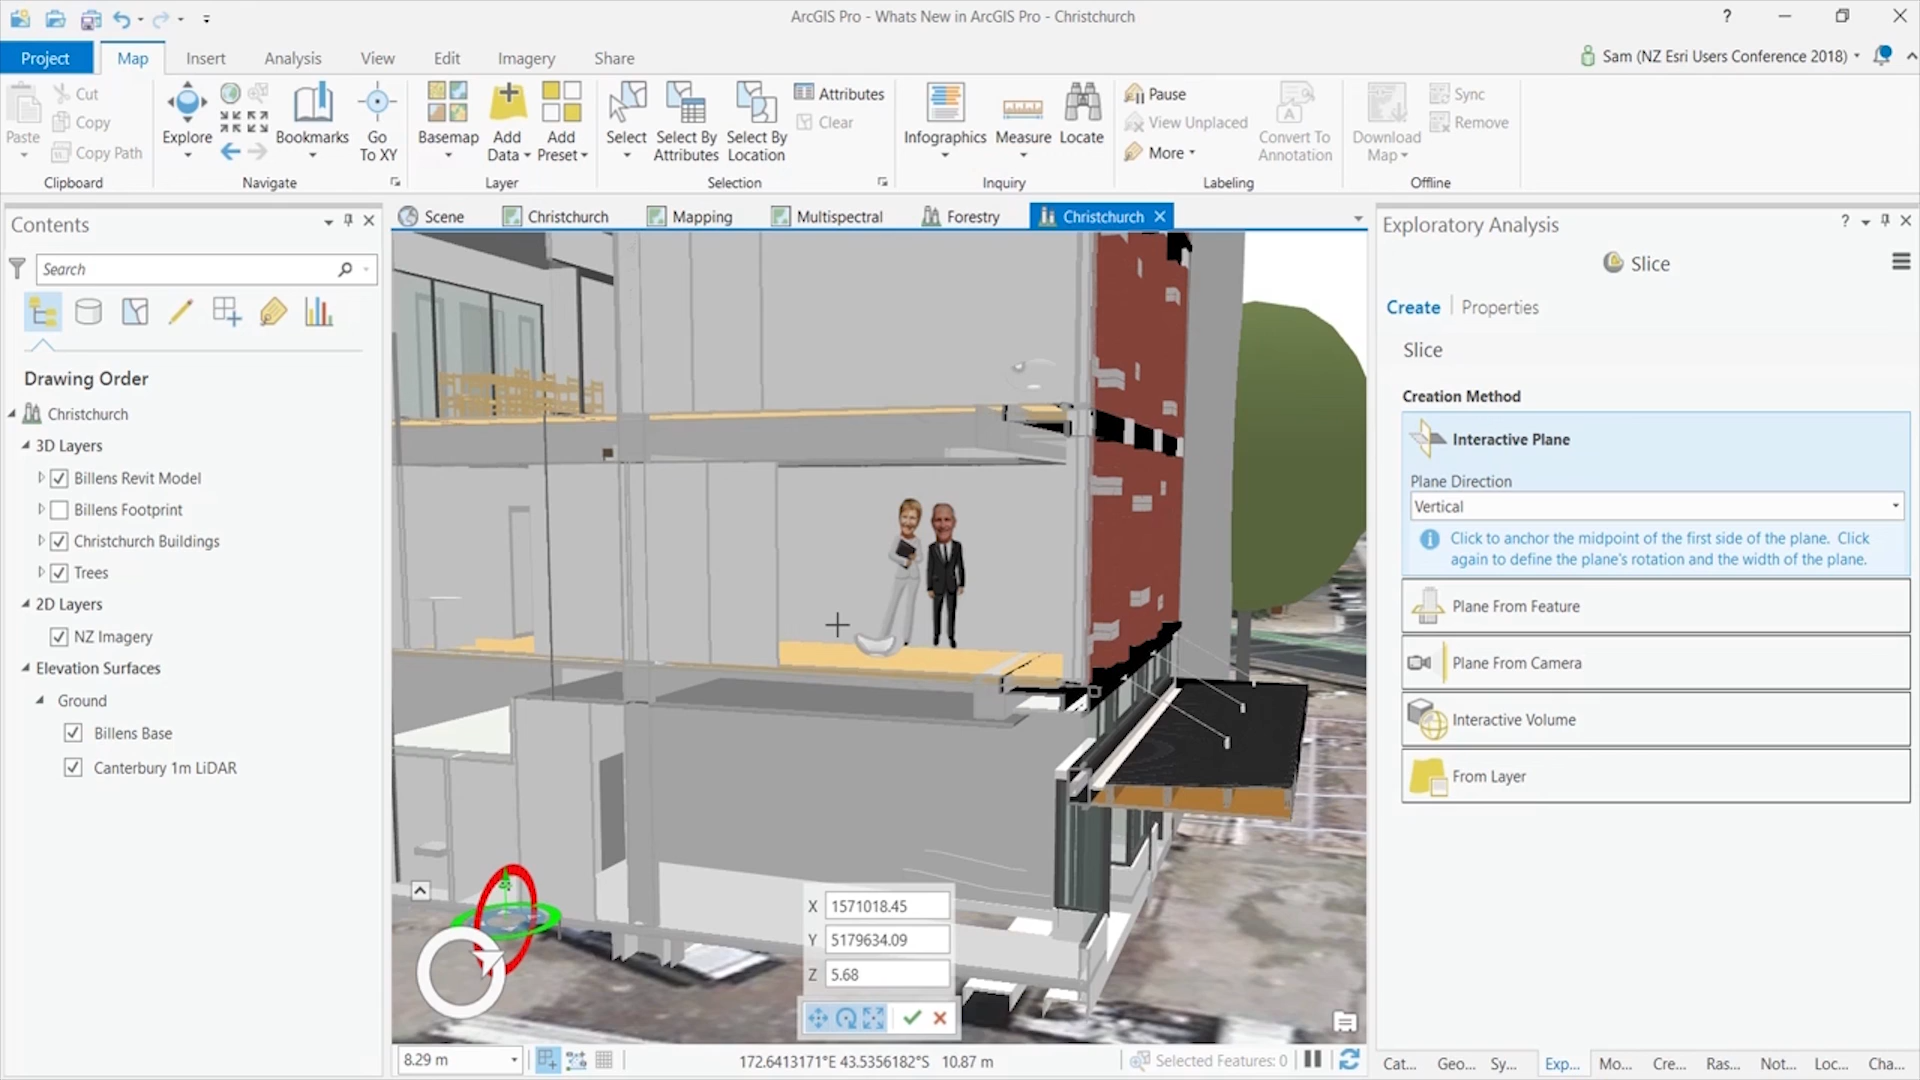 ArcGIS Pro - Whats New in ArcGIS Pro - Christchurch
?
Project Map Insert Analysis View Edit Imagery Share
Sam (NZ Esri Users Conference 2018)
Paste
Cut
Copy
Copy Path
Clipboard
Explore
Bookmarks
Go
To XY
Navigate
Basemap
Add
Data
Add
Preset
Layer
Select
Select By
Attributes
Select By
Location
Attributes
Clear
Selection
Infographics
Measure
Locate
Inquiry
Pause
View Unplaced
More
Convert To
Annotation
Labeling
Download
Map
Sync
Remove
Offline
Contents
Search
Drawing Order
Christchurch
3D Layers
Billens Revit Model
Billens Footprint
Christchurch Buildings
Trees
2D Layers
NZ Imagery
Elevation Surfaces
Ground
Billens Base
Canterbury 1m LiDAR
Scene Christchurch Mapping Multispectral Forestry Christchurch
X 1571018.45
Y 5179634.09
Z 5.68
8.29 m
172.6413171°E 43.5356182°S 10.87 m
Selected Features: 0
Exploratory Analysis
?
Slice
Create Properties
Slice
Creation Method
Interactive Plane
Plane Direction
Vertical
Click to anchor the midpoint of the first side of the plane. Click
again to define the plane's rotation and the width of the plane.
Plane From Feature
Plane From Camera
Interactive Volume
From Layer
Cat... Geo... Sy... Exp... Mo... Cre... Ras... Not... Loc... Cha...